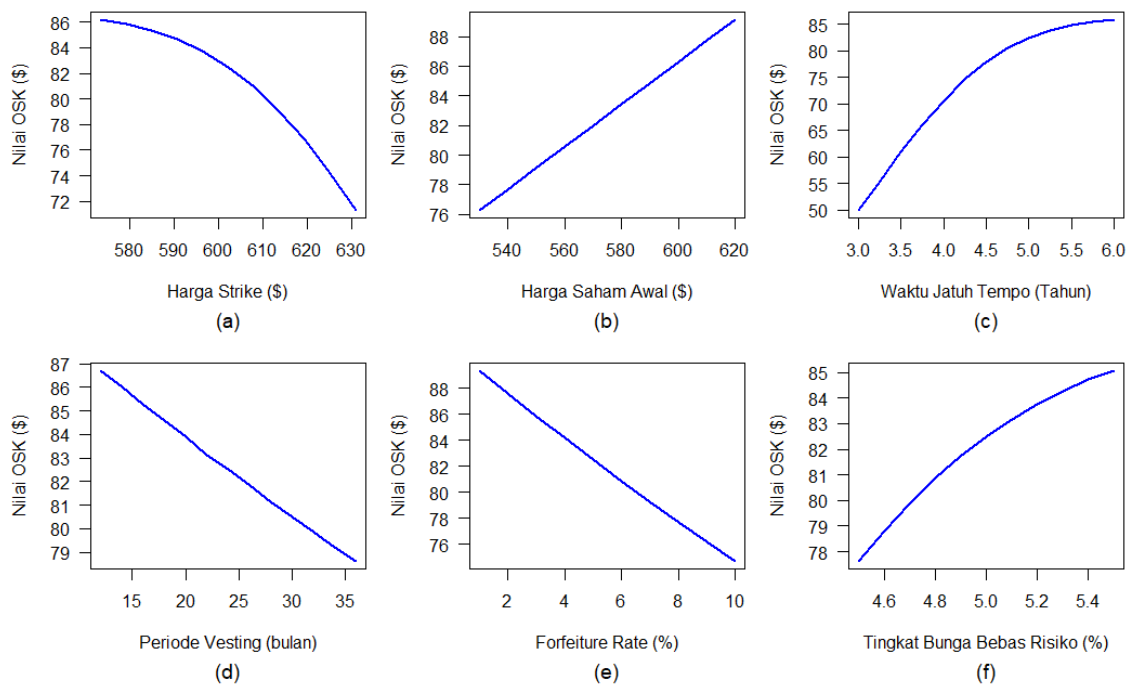 Nilai OSK ($)
86
84
82
80
78
76
74
72
580 590 600 610 620 630
Harga Strike ($)
(a)
Nilai OSK ($)
88
86
84
82
80
78
76
540 560 580 600 620
Harga Saham Awal ($)
(b)
Nilai OSK ($)
85
80
75
70
65
60
55
50
3.0 3.5 4.0 4.5 5.0 5.5 6.0
Waktu Jatuh Tempo (Tahun)
(c)
Nilai OSK ($)
87
86
85
84
83
82
81
80
79
15 20 25 30 35
Periode Vesting (bulan)
(d)
Nilai OSK ($)
88
86
84
82
80
78
76
2 4 6 8 10
Forfeiture Rate (%)
(e)
Nilai OSK ($)
85
84
83
82
81
80
79
78
4.6 4.8 5.0 5.2 5.4
Tingkat Bunga Bebas Risiko (%)
(f)